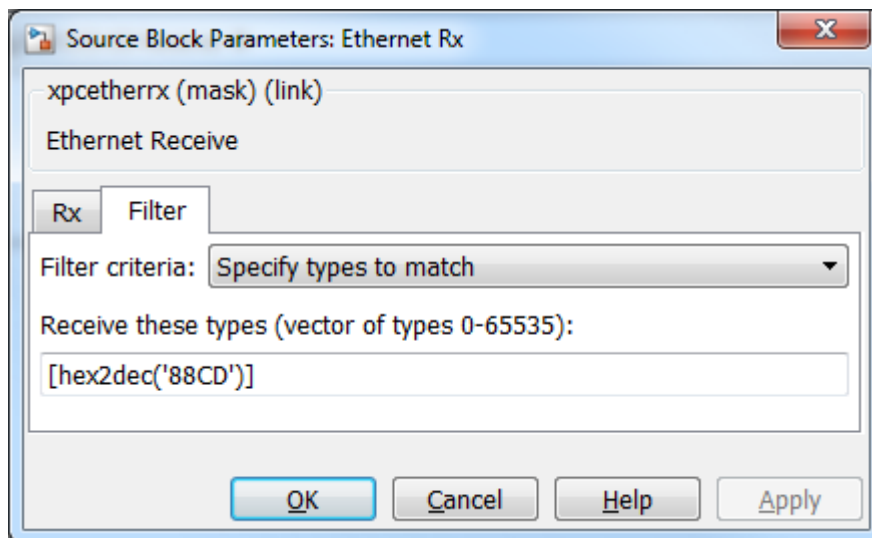 Source Block Parameters: Ethernet Rx
xpcetherrx (mask) (link)
Ethernet Receive
Rx Filter
Filter criteria: Specify types to match
Receive these types (vector of types 0-65535):
[hex2dec('88CD')]
OK Cancel Help Apply